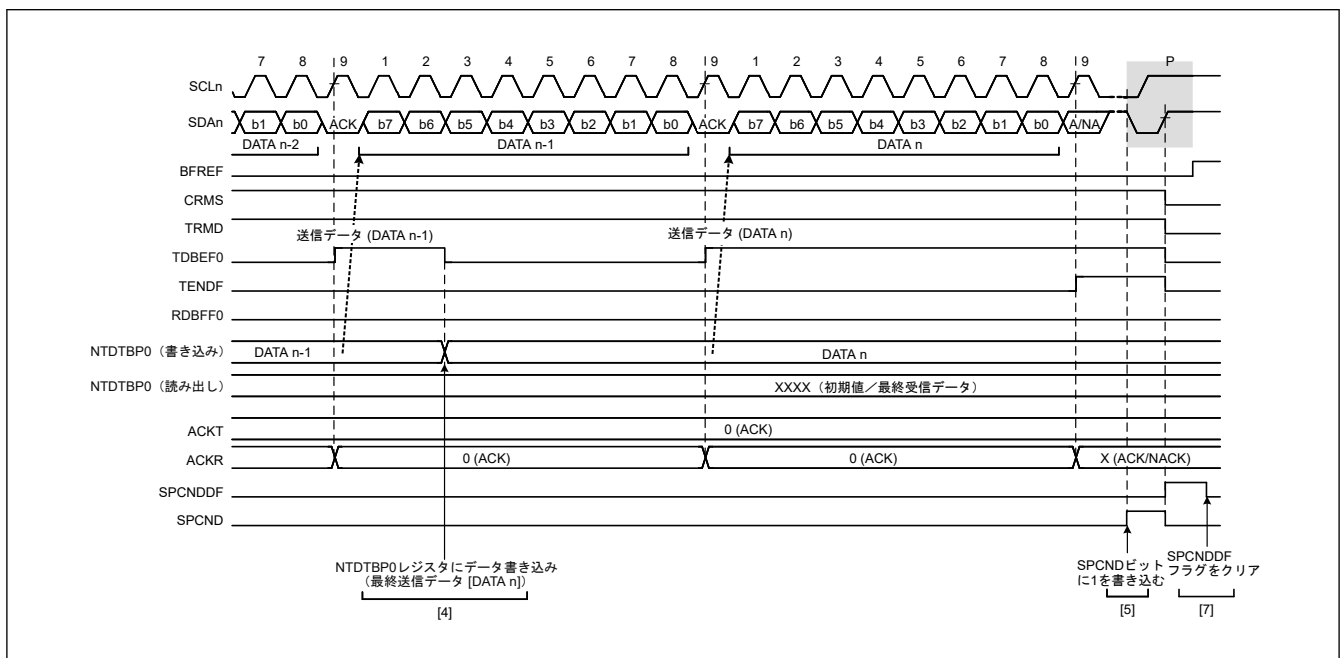 7 8 9 1 2 3 4 5 6 7 8 9 1 2 3 4 5 6 7 8 9 P
SCLn
SDAn b1 b0 ACK b7 b6 b5 b4 b3 b2 b1 b0 ACK b7 b6 b5 b4 b3 b2 b1 b0 A/NA
DATA n-2 DATA n-1 DATA n
BFREF
CRMS
TRMD
送信データ (DATA n-1) 送信データ (DATA n)
TDBEF0
TENDF
RDBFF0
NTDTBP0（書き込み） DATA n-1 DATA n
NTDTBP0（読み出し） XXXX（初期値／最終受信データ）
ACKT 0 (ACK)
ACKR 0 (ACK) 0 (ACK) X (ACK/NACK)
SPCNDDF
SPCND
NTDTBP0レジスタにデータ書き込み
（最終送信データ [DATA n]）
[4]
SPCNDビット
に1を書き込む
[5]
SPCNDDF
フラグをクリア
[7]